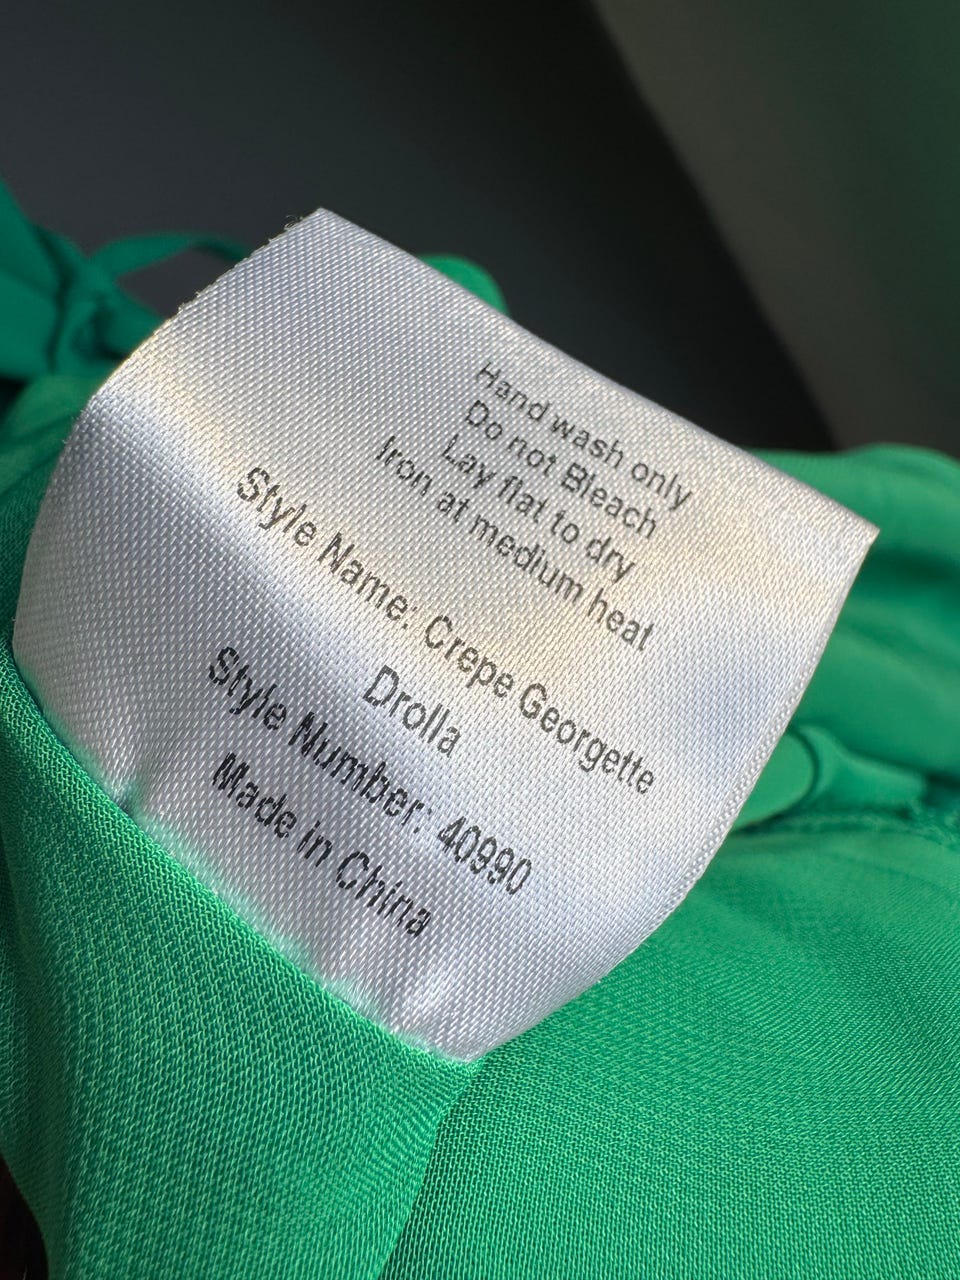 Hand wash only
Do not Bleach
Lay flat to dry
Iron at medium heat
Style Name: Crepe Georgette
Drolla
Style Number: 40990
Made in China